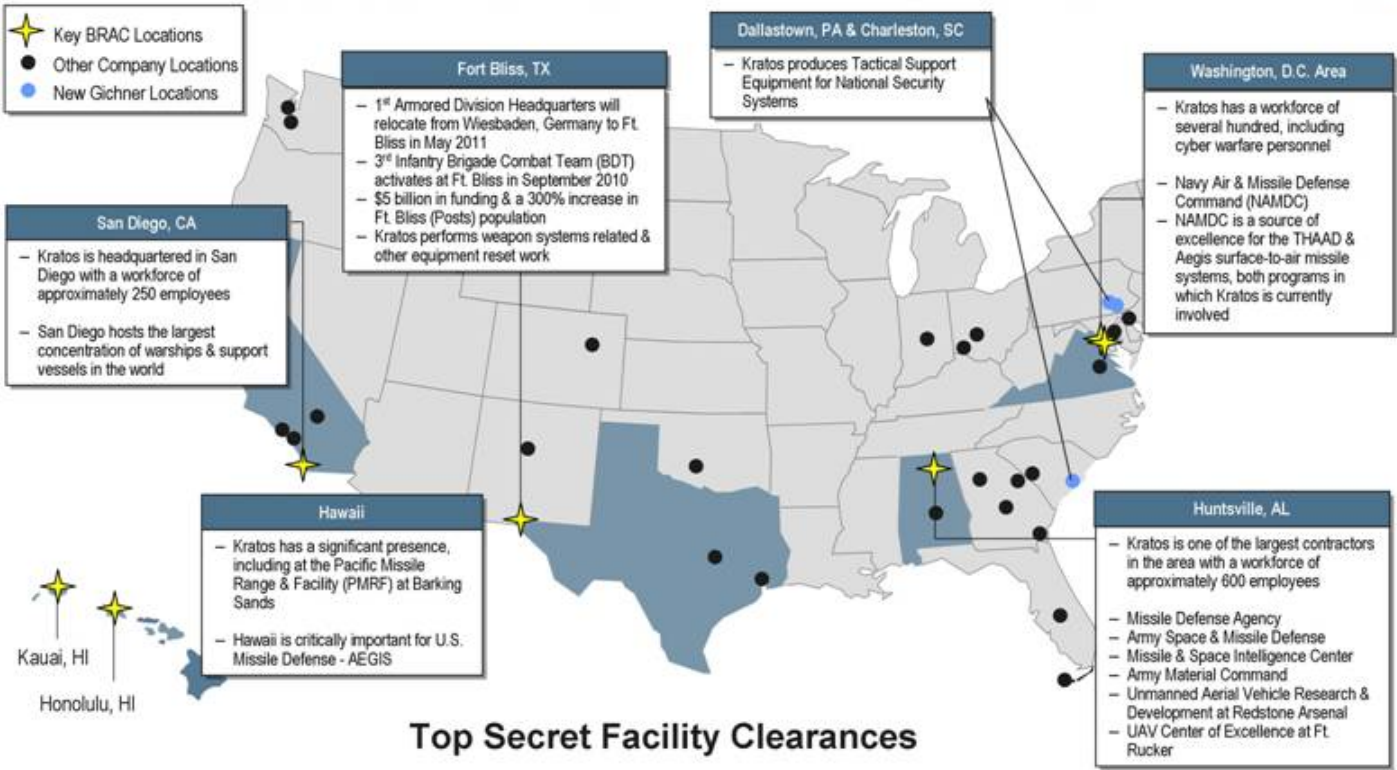 Key BRAC Locations
Other Company Locations
New Gichner Locations
Fort Bliss, TX
– 1st Armored Division Headquarters will
relocate from Wiesbaden, Germany to Ft.
Bliss in May 2011
– 3rd Infantry Brigade Combat Team (BDT)
activates at Ft. Bliss in September 2010
– $5 billion in funding & a 300% increase in
Ft. Bliss (Posts) population
– Kratos performs weapon systems related &
other equipment reset work
Dallastown, PA & Charleston, SC
– Kratos produces Tactical Support
Equipment for National Security
Systems
Washington, D.C. Area
– Kratos has a workforce of
several hundred, including
cyber warfare personnel
– Navy Air & Missile Defense
Command (NAMDC)
– NAMDC is a source of
excellence for the THAAD &
Aegis surface-to-air missile
systems, both programs in
which Kratos is currently
involved
San Diego, CA
– Kratos is headquartered in San
Diego with a workforce of
approximately 250 employees
– San Diego hosts the largest
concentration of warships & support
vessels in the world
Hawaii
– Kratos has a significant presence,
including at the Pacific Missile
Range & Facility (PMRF) at Barking
Sands
– Hawaii is critically important for U.S.
Missile Defense - AEGIS
Kauai, HI
Honolulu, HI
Huntsville, AL
– Kratos is one of the largest contractors
in the area with a workforce of
approximately 600 employees
– Missile Defense Agency
– Army Space & Missile Defense
– Missile & Space Intelligence Center
– Army Material Command
– Unmanned Aerial Vehicle Research &
Development at Redstone Arsenal
– UAV Center of Excellence at Ft.
Rucker
Top Secret Facility Clearances